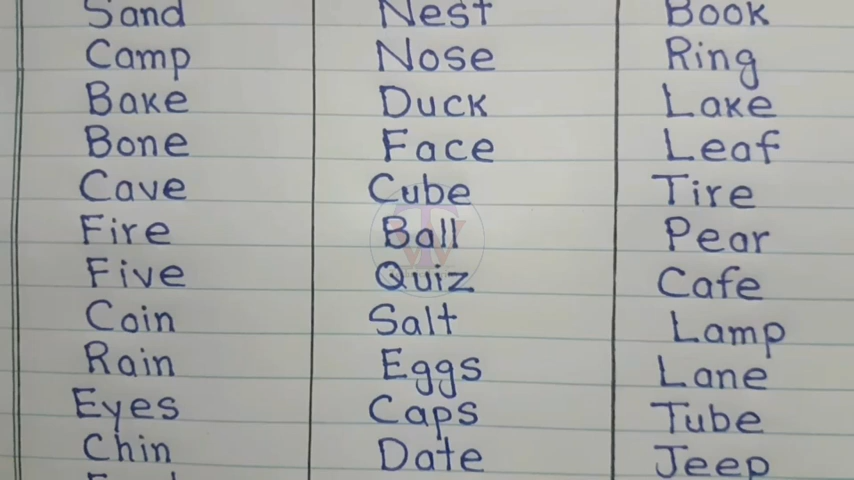 Sand Nest Book
Camp Nose Ring
Bake Duck Lake
Bone Face Leaf
Cave Cube Tire
Fire Ball Pear
Five Quiz Cafe
Coin Salt Lamp
Rain Eggs Lane
Eyes Caps Tube
Chin Date Jeep